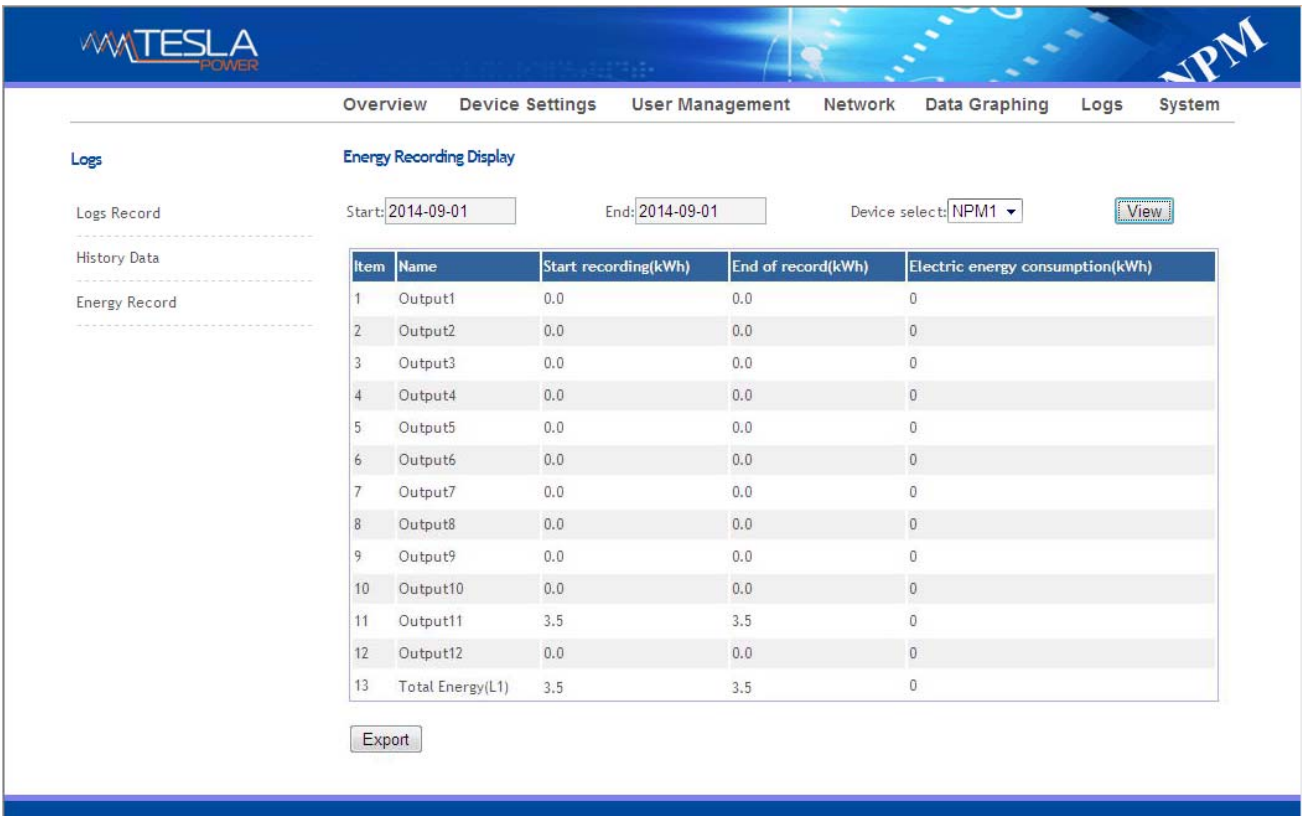 TESLA
POWER
NPM
Overview Device Settings User Management Network Data Graphing Logs System
Logs
Logs Record
History Data
Energy Record
Energy Recording Display
Start: 2014-09-01 End: 2014-09-01 Device select: NPM1 View
Item Name Start recording(kWh) End of record(kWh) Electric energy consumption(kWh)
1 Output1 0.0 0.0 0
2 Output2 0.0 0.0 0
3 Output3 0.0 0.0 0
4 Output4 0.0 0.0 0
5 Output5 0.0 0.0 0
6 Output6 0.0 0.0 0
7 Output7 0.0 0.0 0
8 Output8 0.0 0.0 0
9 Output9 0.0 0.0 0
10 Output10 0.0 0.0 0
11 Output11 3.5 3.5 0
12 Output12 0.0 0.0 0
13 Total Energy(L1) 3.5 3.5 0
Export